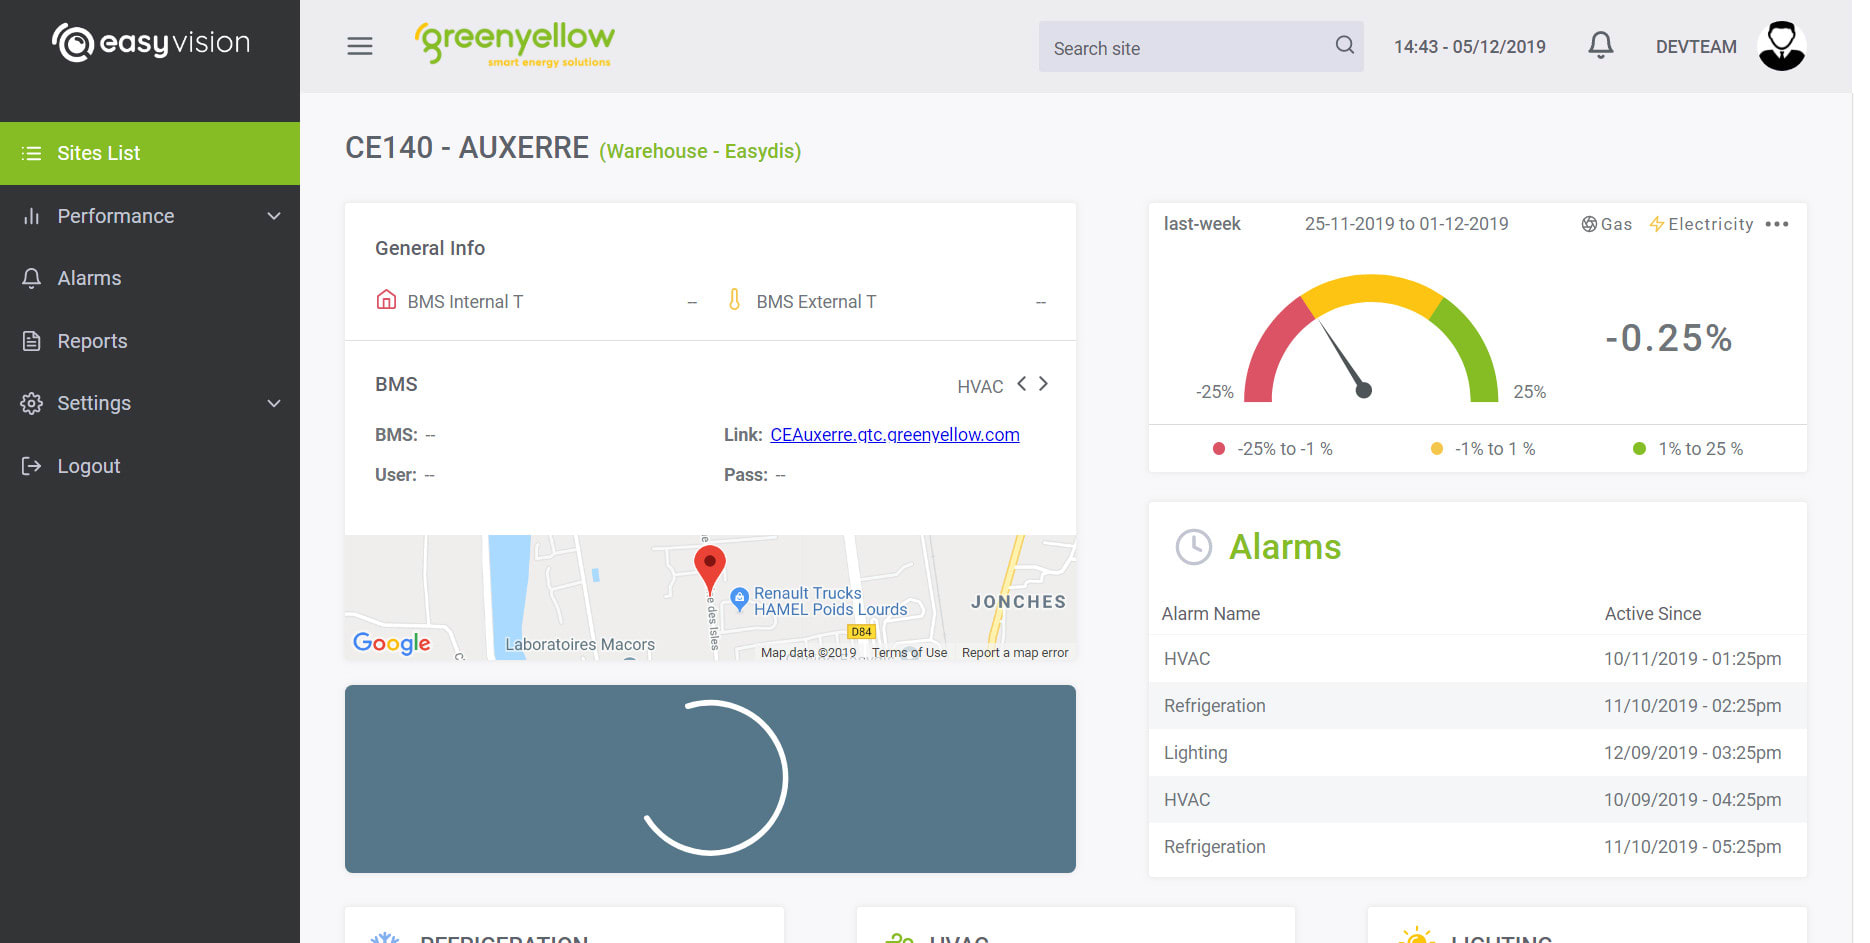 easyvision
greenyellow
smart energy solutions
Search site
14:43 - 05/12/2019
DEVTEAM
Sites List
Performance
Alarms
Reports
Settings
Logout
CE140 - AUXERRE (Warehouse - Easydis)
General Info
BMS Internal T --
BMS External T --
BMS
HVAC
BMS: --
Link: CEAuxerre.gtc.greenyellow.com
User: --
Pass: --
Renault Trucks
HAMEL Poids Lourds
JONCHES
D84
e des Isles
Laboratoires Macors
Google
Map data ©2019
Terms of Use
Report a map error
last-week
25-11-2019 to 01-12-2019
Gas
Electricity
-25%
25%
-0.25%
-25% to -1 %
-1% to 1 %
1% to 25 %
Alarms
Alarm Name Active Since
HVAC 10/11/2019 - 01:25pm
Refrigeration 11/10/2019 - 02:25pm
Lighting 12/09/2019 - 03:25pm
HVAC 10/09/2019 - 04:25pm
Refrigeration 11/10/2019 - 05:25pm
REFRIGERATION
HVAC
LIGHTING